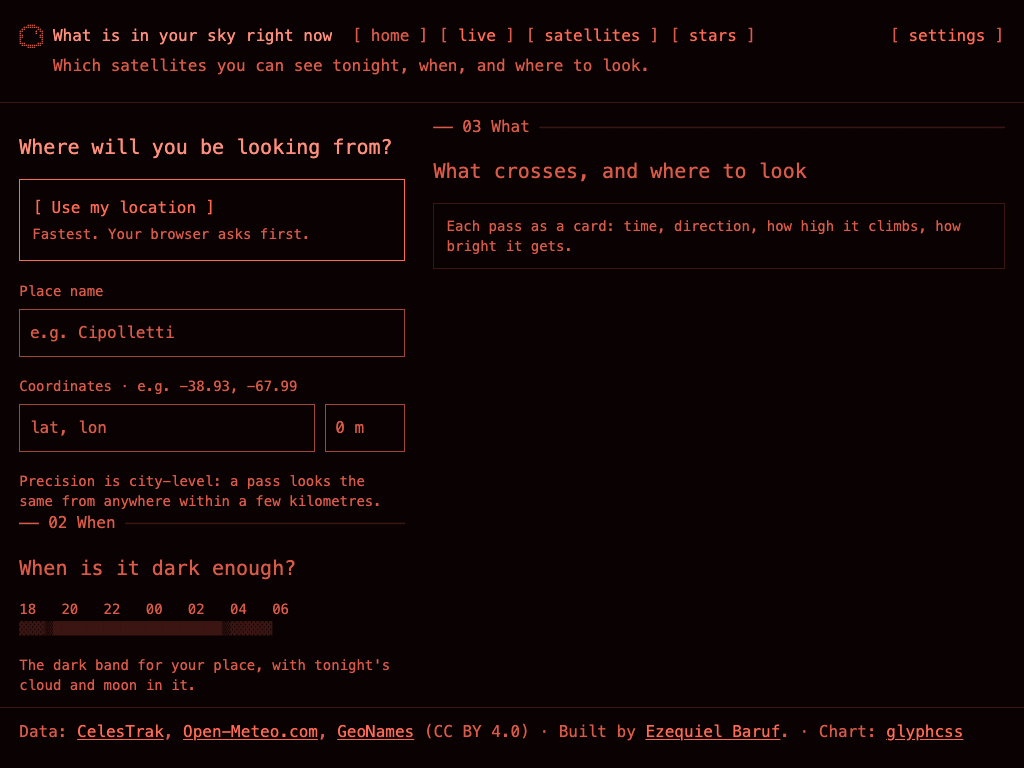 What is in your sky right now [ home ] [ live ] [ satellites ] [ stars ] [ settings ]
Which satellites you can see tonight, when, and where to look.
Where will you be looking from?
[ Use my location ]
Fastest. Your browser asks first.
Place name
e.g. Cipolletti
Coordinates · e.g. −38.93, −67.99
lat, lon
0 m
Precision is city-level: a pass looks the
same from anywhere within a few kilometres.
02 When
When is it dark enough?
18 20 22 00 02 04 06
The dark band for your place, with tonight's
cloud and moon in it.
03 What
What crosses, and where to look
Each pass as a card: time, direction, how high it climbs, how
bright it gets.
Data: CelesTrak, Open-Meteo.com, GeoNames (CC BY 4.0) · Built by Ezequiel Baruf. · Chart: glyphcss